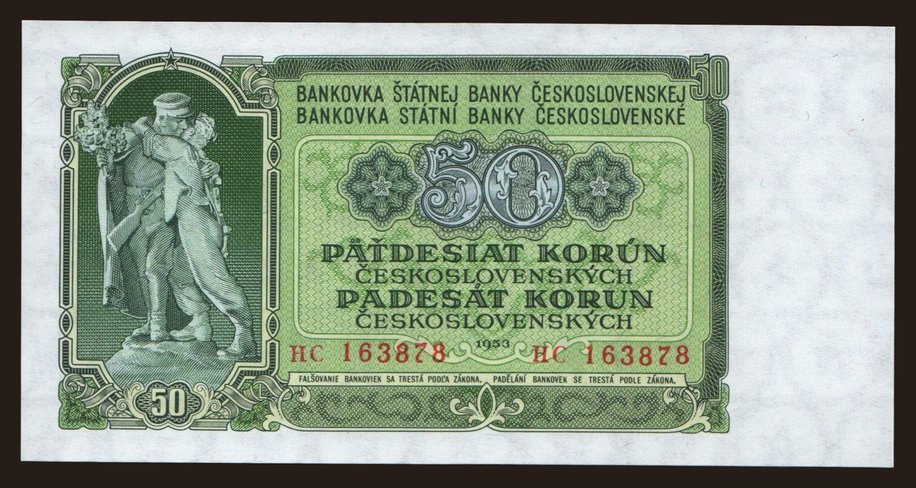 50
BANKOVKA ŠTÁTNEJ BANKY ČESKOSLOVENSKEJ
BANKOVKA STÁTNÍ BANKY ČESKOSLOVENSKÉ
50
PÄŤDESIAT KORÚN
ČESKOSLOVENSKÝCH
PADESÁT KORUN
ČESKOSLOVENSKÝCH
1953
HC 163878 HC 163878
FALŠOVANIE BANKOVIEK SA TRESTÁ PODĽA ZÁKONA. PADĚLÁNÍ BANKOVEK SE TRESTÁ PODLE ZÁKONA.
50